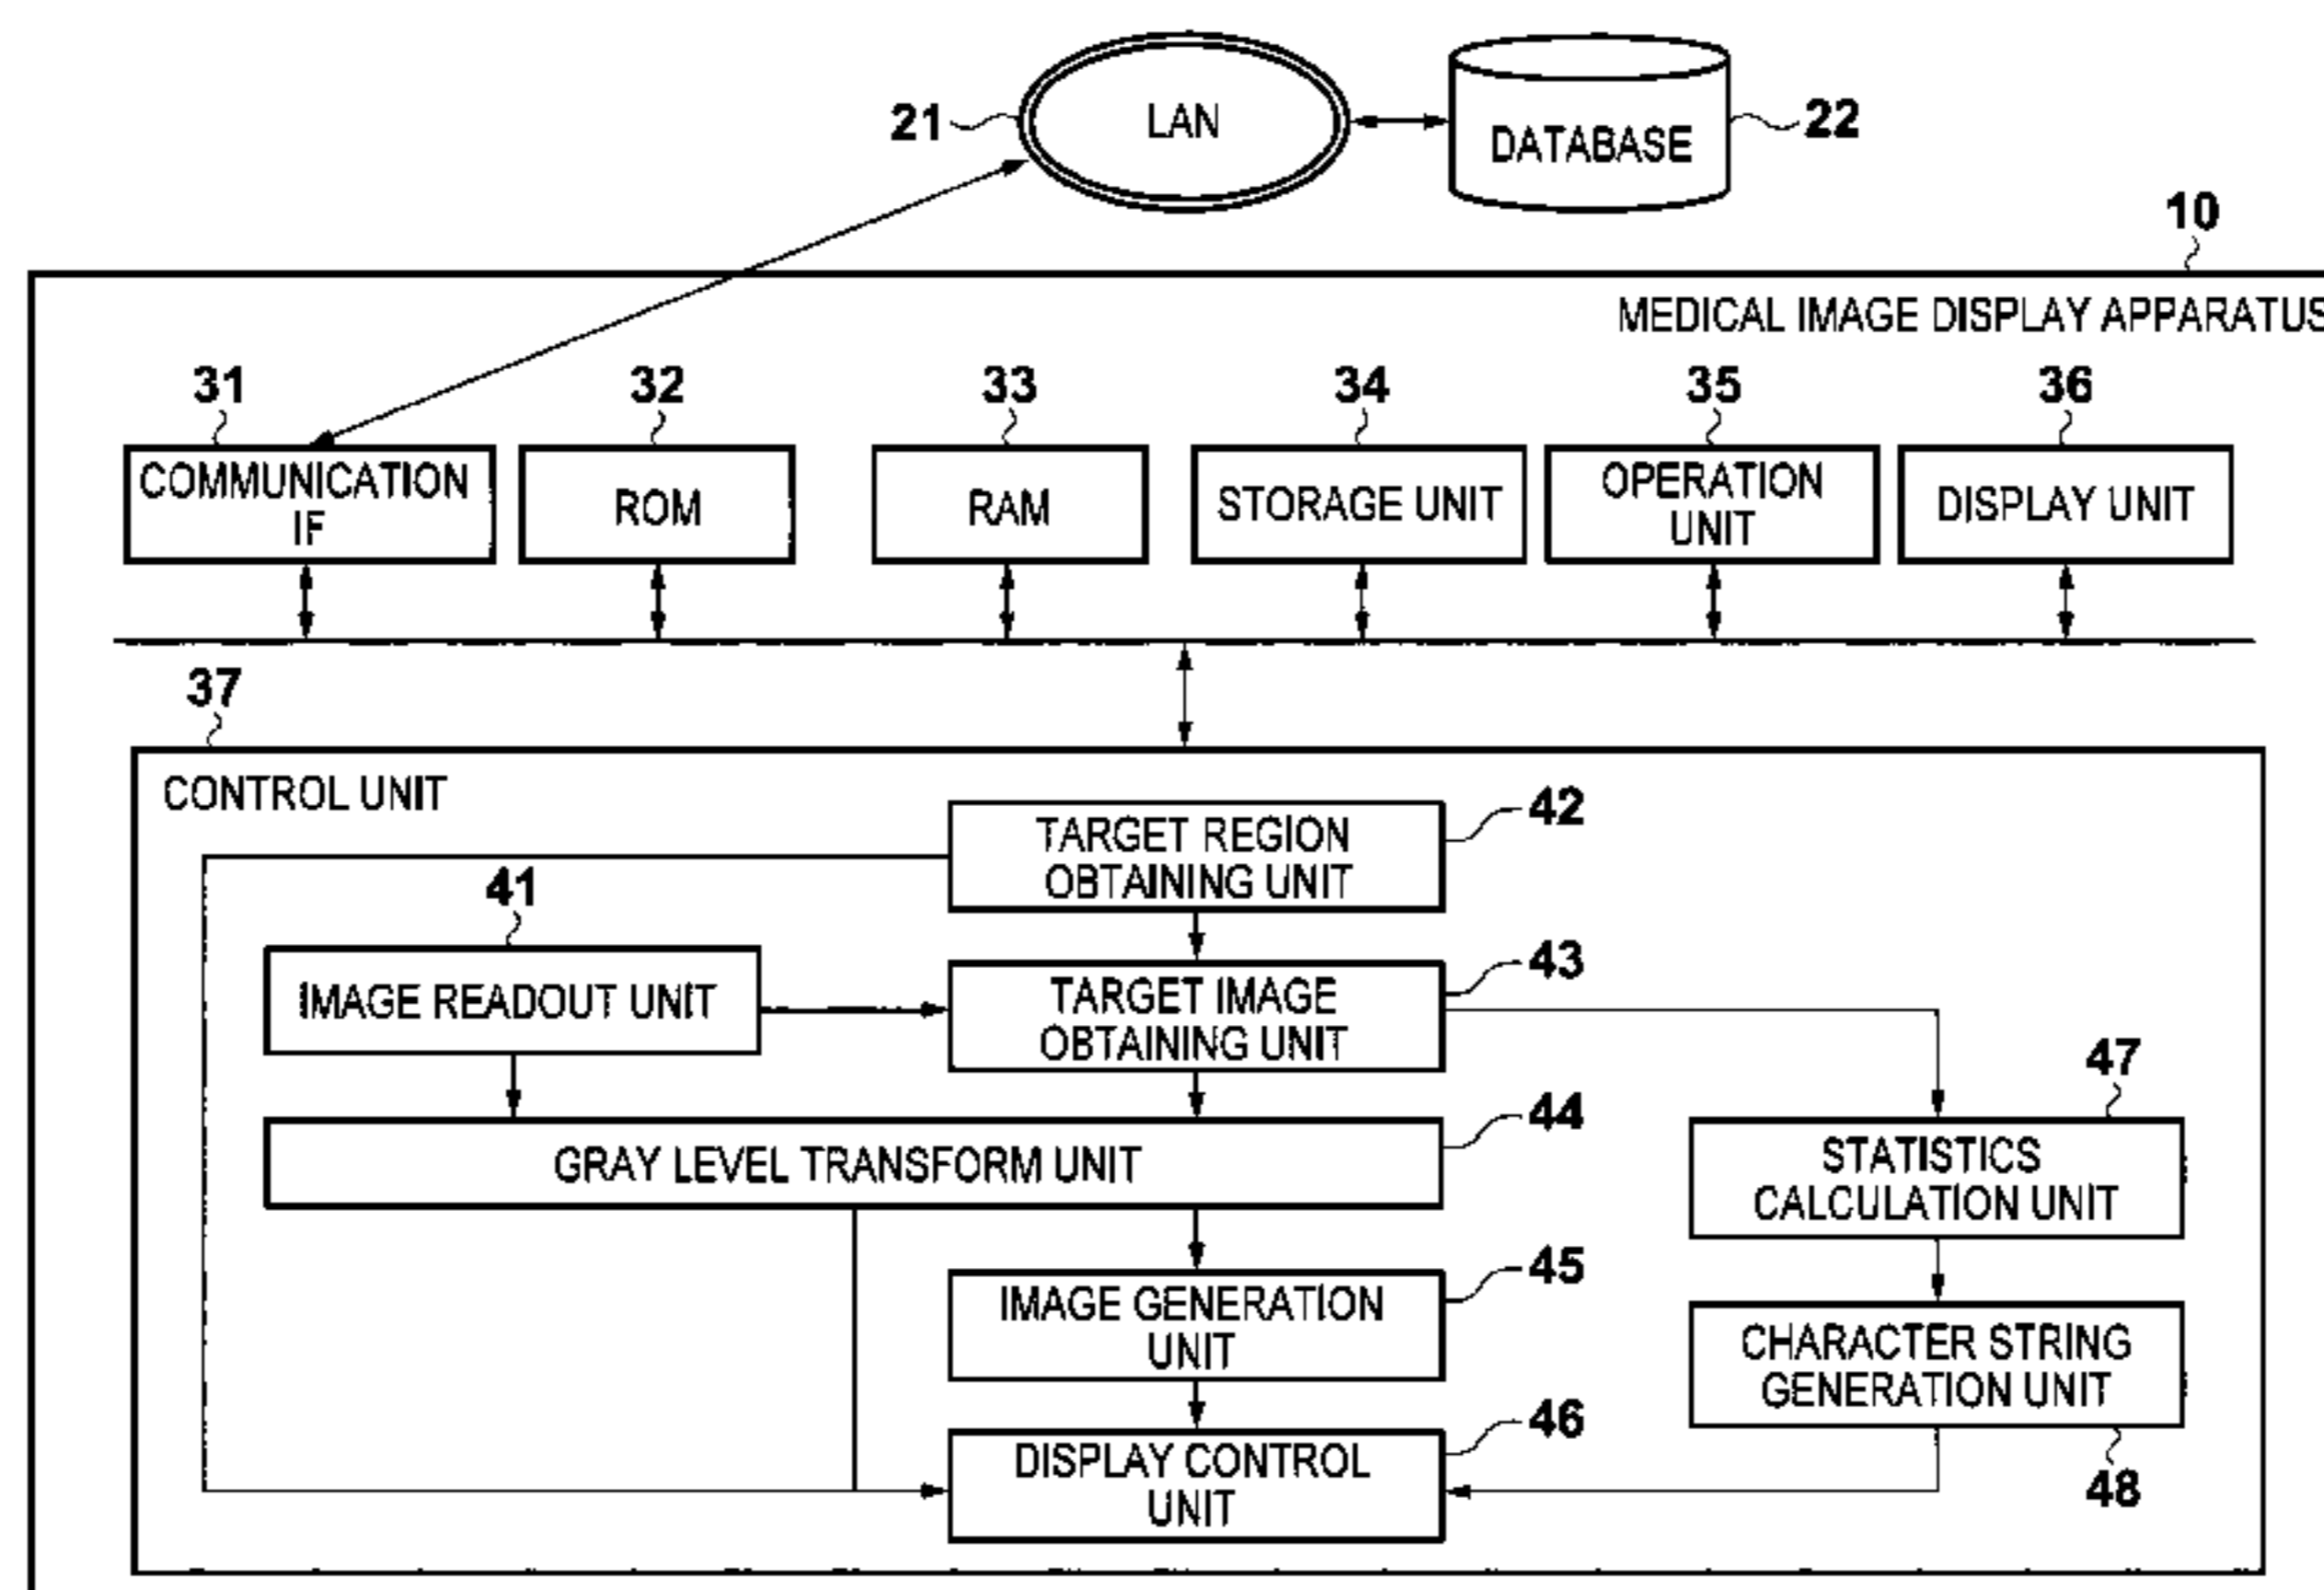 21
LAN
DATABASE
22
10
MEDICAL IMAGE DISPLAY APPARATUS
31
32
33
34
35
36
COMMUNICATION
IF
ROM
RAM
STORAGE UNIT
OPERATION
UNIT
DISPLAY UNIT
37
CONTROL UNIT
TARGET REGION
OBTAINING UNIT
42
41
IMAGE READOUT UNIT
TARGET IMAGE
OBTAINING UNIT
43
GRAY LEVEL TRANSFORM UNIT
44
47
STATISTICS
CALCULATION UNIT
IMAGE GENERATION
UNIT
45
CHARACTER STRING
GENERATION UNIT
48
DISPLAY CONTROL
UNIT
46